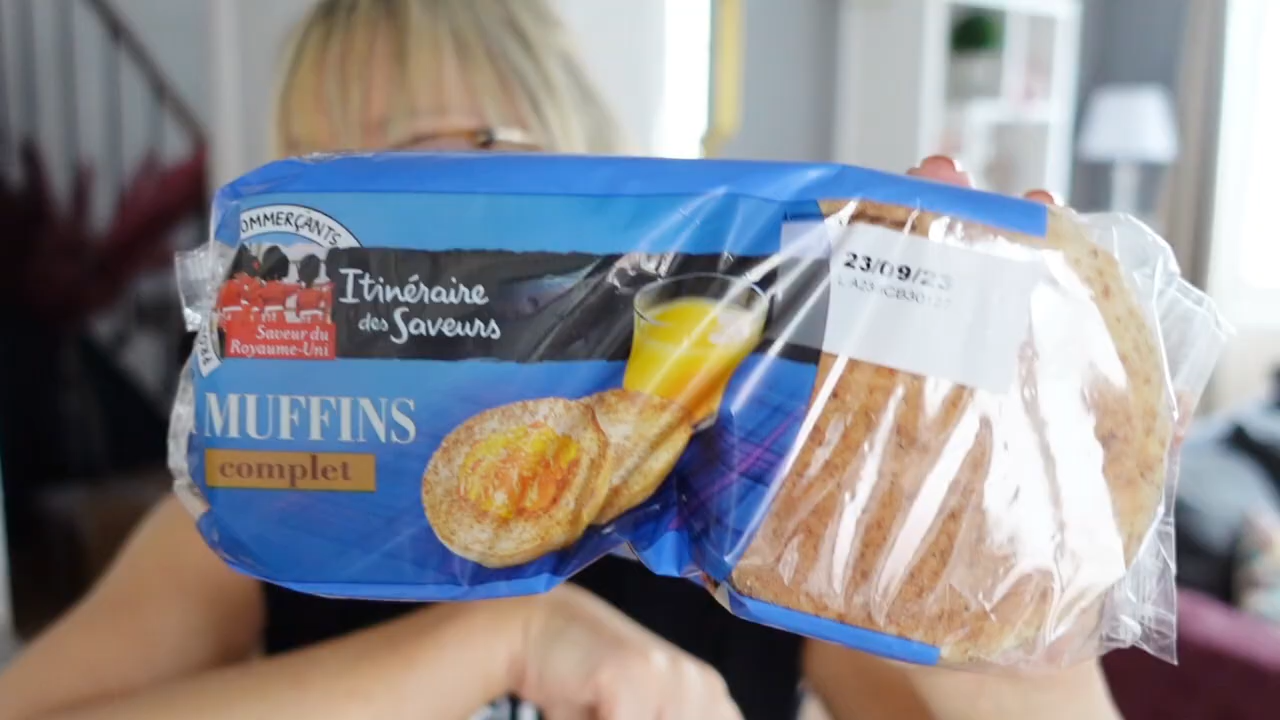 OMMERÇANTS
Itinéraire
des Saveurs
Saveur du
Royaume-Uni
MUFFINS
complet
23/09/23